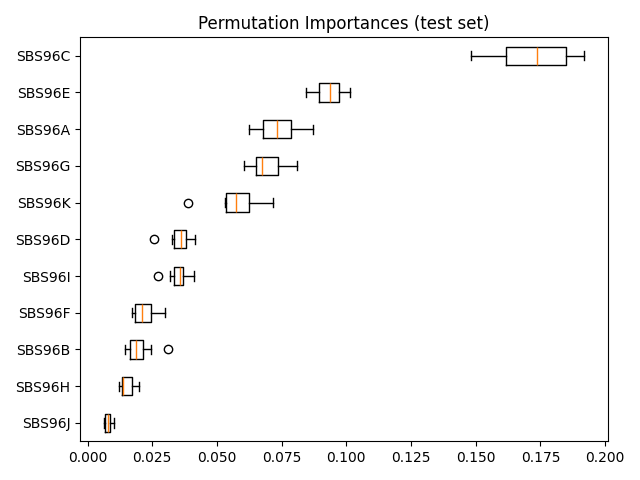 Permutation Importances (test set)
SBS96C
SBS96E
SBS96A
SBS96G
SBS96K
SBS96D
SBS96I
SBS96F
SBS96B
SBS96H
SBS96J
0.000 0.025 0.050 0.075 0.100 0.125 0.150 0.175 0.200